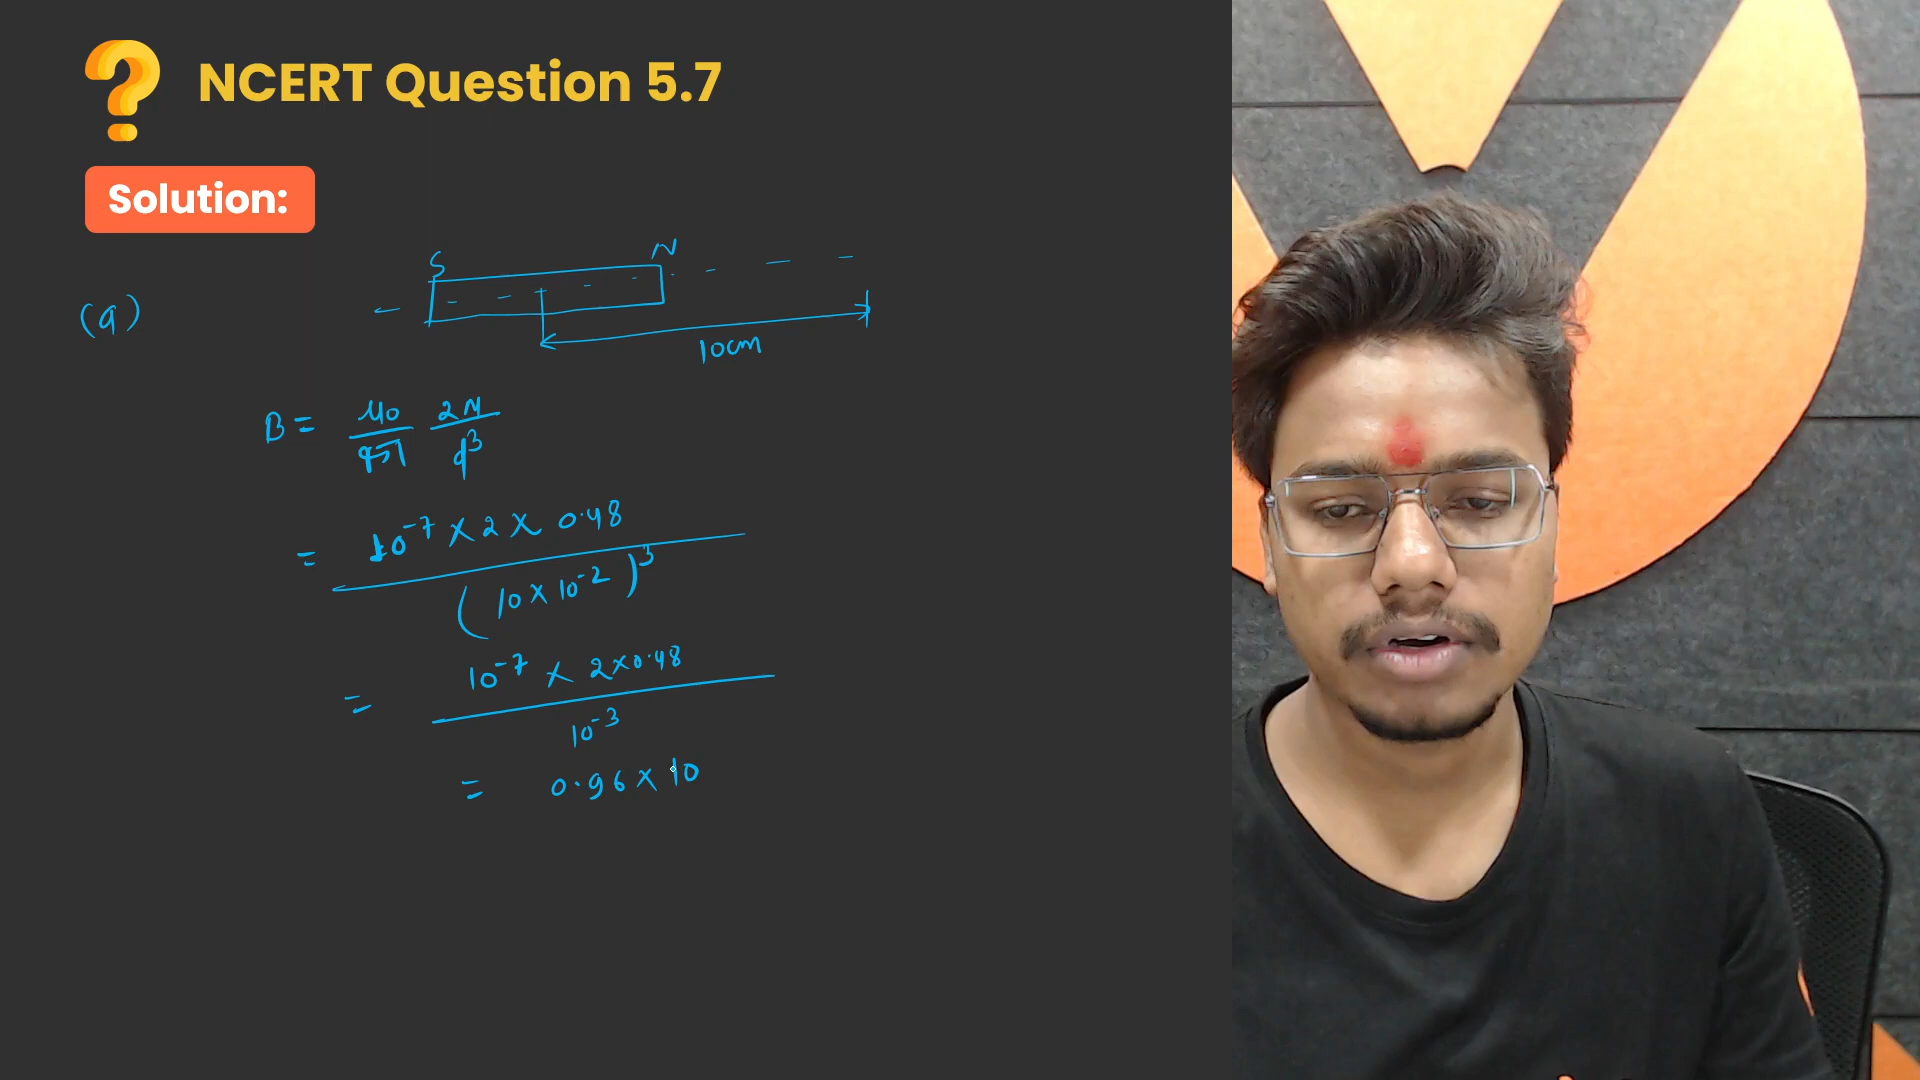 NCERT Question 5.7
Solution:
S N
(a)
10cm
B = μ0/4π 2M/d³
= 10⁻⁷ × 2 × 0.48 / (10 × 10⁻²)³
= 10⁻⁷ × 2×0.48 / 10⁻³
= 0.96 × 10